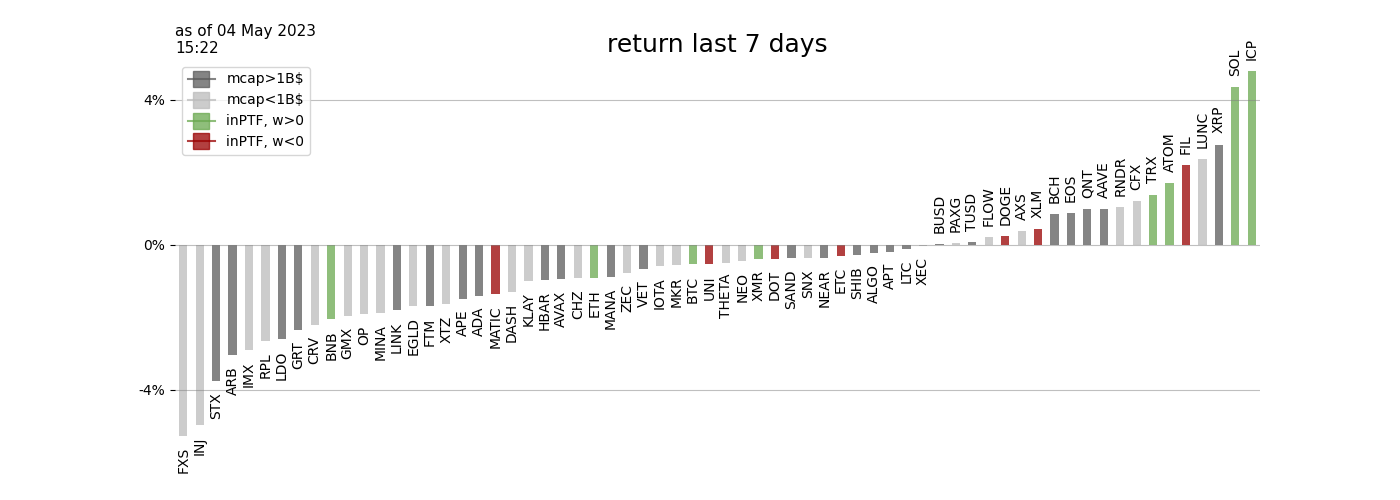 as of 04 May 2023
15:22
return last 7 days
mcap>1B$
mcap<1B$
inPTF, w>0
inPTF, w<0
4%
0%
-4%
FXS
INJ
STX
ARB
IMX
RPL
LDO
GRT
CRV
BNB
GMX
OP
MINA
LINK
EGLD
FTM
XTZ
APE
ADA
MATIC
DASH
KLAY
HBAR
AVAX
CHZ
ETH
MANA
ZEC
VET
IOTA
MKR
BTC
UNI
THETA
NEO
XMR
DOT
SAND
SNX
NEAR
ETC
SHIB
ALGO
APT
LTC
XEC
BUSD
PAXG
TUSD
FLOW
DOGE
AXS
XLM
BCH
EOS
QNT
AAVE
RNDR
CFX
TRX
ATOM
FIL
LUNC
XRP
SOL
ICP